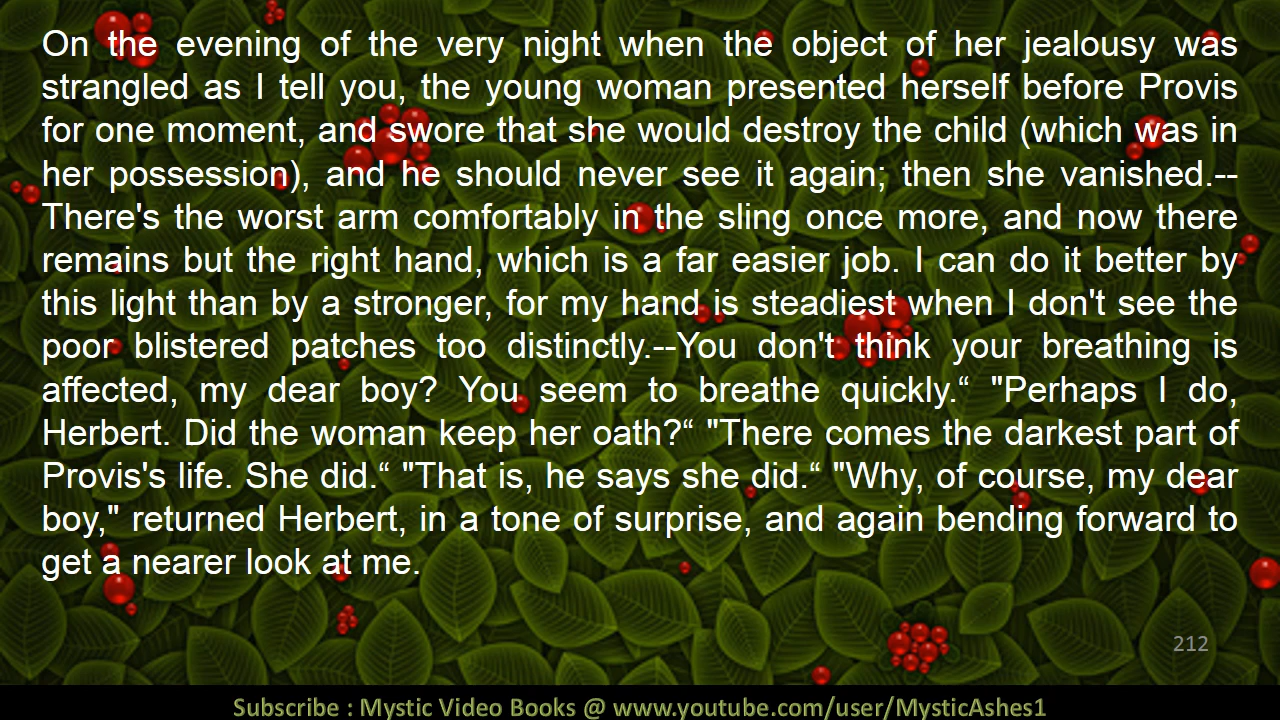 On the evening of the very night when the object of her jealousy was
strangled as I tell you, the young woman presented herself before Provis
for one moment, and swore that she would destroy the child (which was in
her possession), and he should never see it again; then she vanished.--
There's the worst arm comfortably in the sling once more, and now there
remains but the right hand, which is a far easier job. I can do it better by
this light than by a stronger, for my hand is steadiest when I don't see the
poor blistered patches too distinctly.--You don't think your breathing is
affected, my dear boy? You seem to breathe quickly.“ "Perhaps I do,
Herbert. Did the woman keep her oath?“ "There comes the darkest part of
Provis's life. She did.“ "That is, he says she did.“ "Why, of course, my dear
boy," returned Herbert, in a tone of surprise, and again bending forward to
get a nearer look at me.
212
Subscribe : Mystic Video Books @ www.youtube.com/user/MysticAshes1